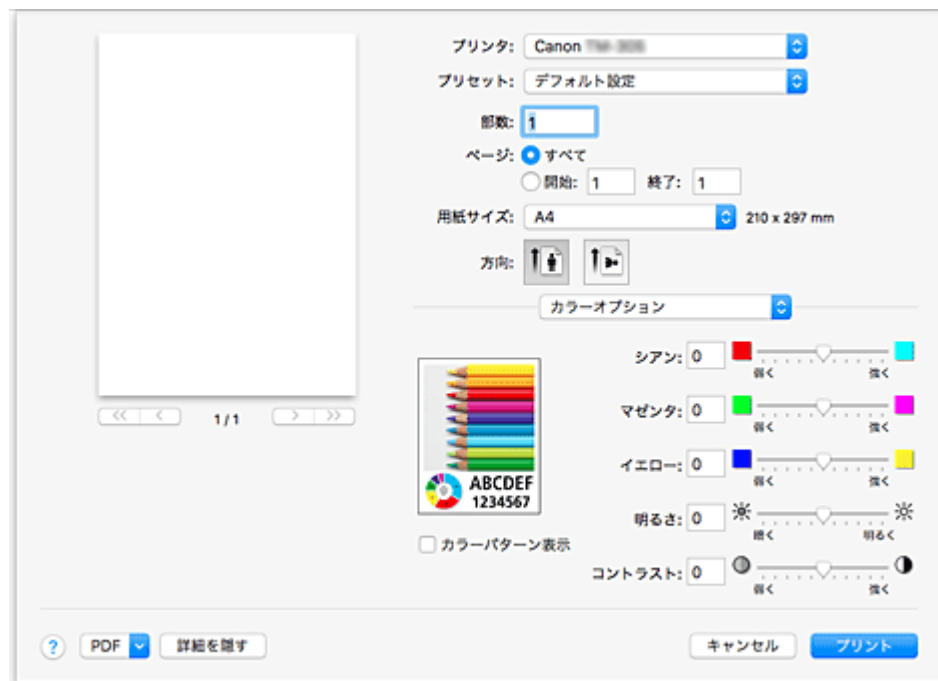 プリンタ: Canon
プリセット: デフォルト設定
部数: 1
ページ: すべて
開始: 1 終了: 1
用紙サイズ: A4 210 x 297 mm
方向:
カラーオプション
1/1
シアン: 0
弱く 強く
マゼンタ: 0
弱く 強く
イエロー: 0
弱く 強く
ABCDEF
1234567
明るさ: 0
暗く 明るく
カラーパターン表示
コントラスト: 0
弱く 強く
? PDF 詳細を隠す キャンセル プリント